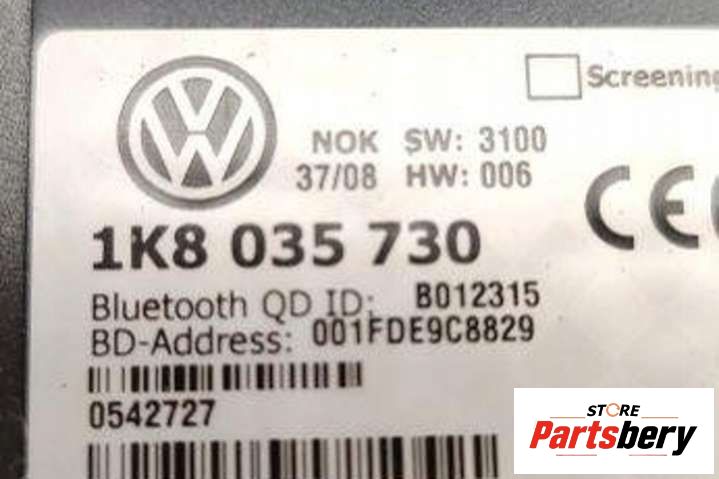 Screening
NOK SW: 3100
37/08 HW: 006
1K8 035 730
CE
Bluetooth QD ID: B012315
BD-Address: 001FDE9C8829
0542727
STORE
Partsbery